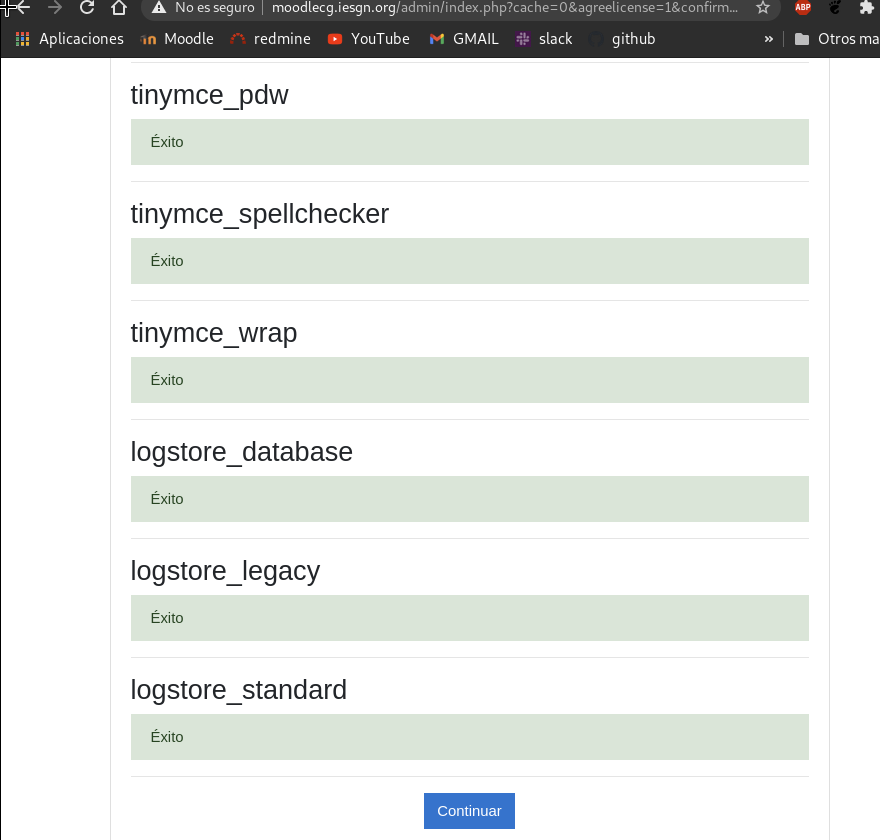 No es seguro moodlecg.iesgn.org/admin/index.php?cache=0&agreelicense=1&confirm...
ABP
Aplicaciones Moodle redmine YouTube GMAIL slack github » Otros ma
tinymce_pdw
Éxito
tinymce_spellchecker
Éxito
tinymce_wrap
Éxito
logstore_database
Éxito
logstore_legacy
Éxito
logstore_standard
Éxito
Continuar